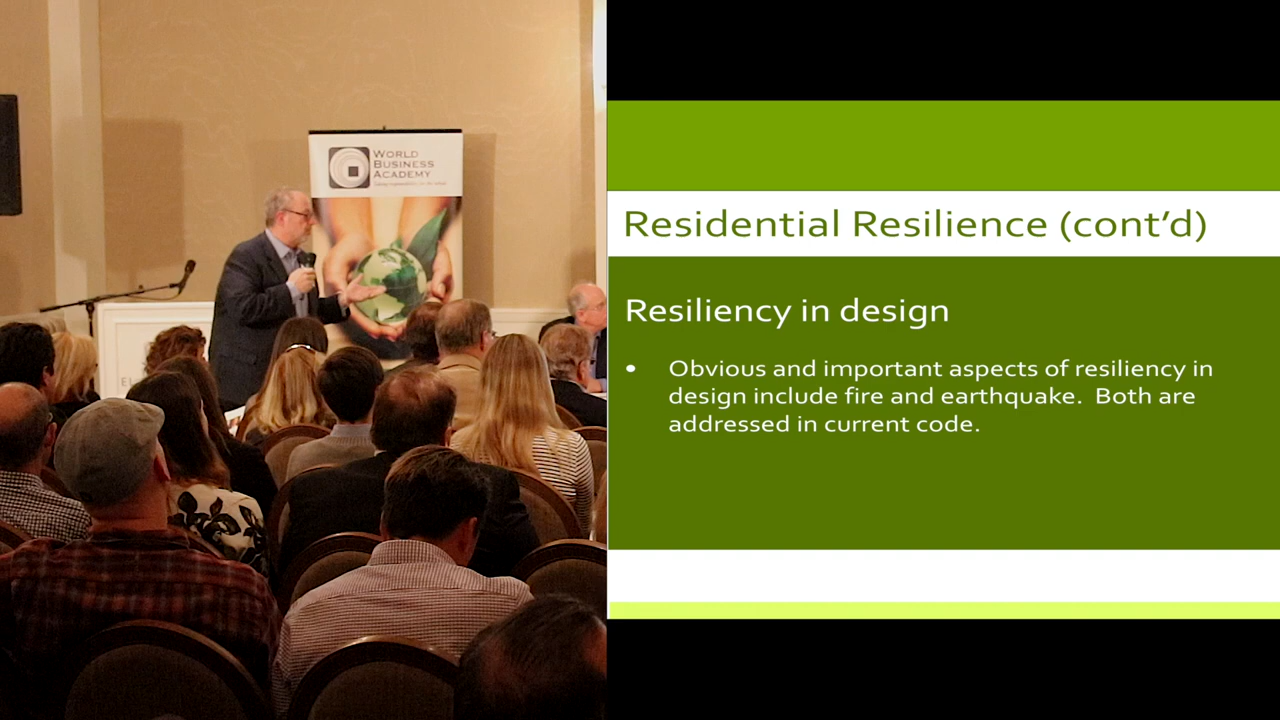 WORLD
BUSINESS
ACADEMY
EL
Residential Resilience (cont'd)
Resiliency in design
• Obvious and important aspects of resiliency in
design include fire and earthquake.  Both are
addressed in current code.